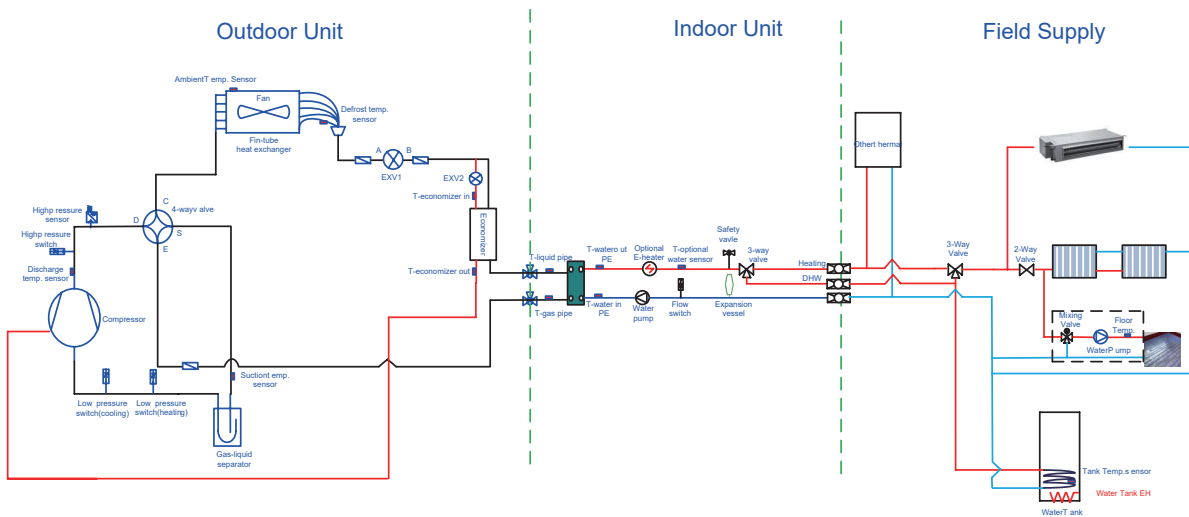 Outdoor Unit
Indoor Unit
Field Supply
AmbientT emp. Sensor
Fan
Defrost temp.
sensor
Fin-tube
heat exchanger
A
B
EXV1
EXV2
T-economizer in
Economizer
T-economizer out
C
4-wayv alve
D
S
E
Highp ressure
sensor
Highp ressure
switch
Discharge
temp. sensor
Compressor
Low pressure
switch(cooling)
Low pressure
switch(heating)
Suctiont emp.
sensor
Gas-liquid
separator
T-liquid pipe
T-gas pipe
T-watero ut
PE
T-water in
PE
Optional
E-heater
Water
pump
T-optional
water sensor
Flow
switch
Safety
vavle
Expansion
vessel
3-way
valve
Heating
DHW
Othert hermal
3-Way
Valve
2-Way
Valve
Mixing
Valve
Floor
Temp.
WaterP ump
Tank Temp.s ensor
Water Tank EH
WaterT ank